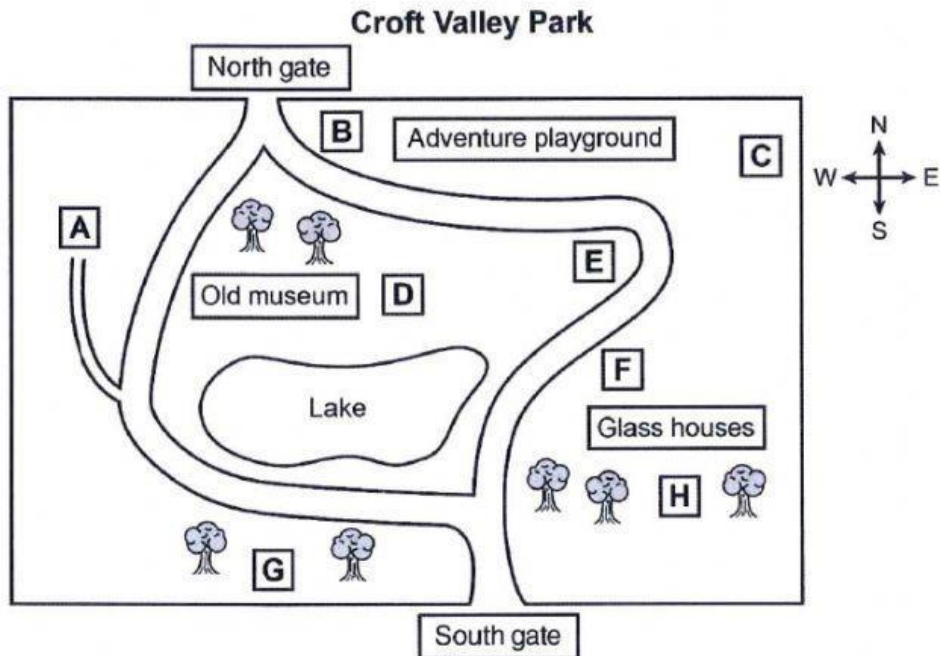 Croft Valley Park
North gate
B
Adventure playground
C
N
W E
S
A
E
Old museum
D
F
Lake
Glass houses
H
G
South gate